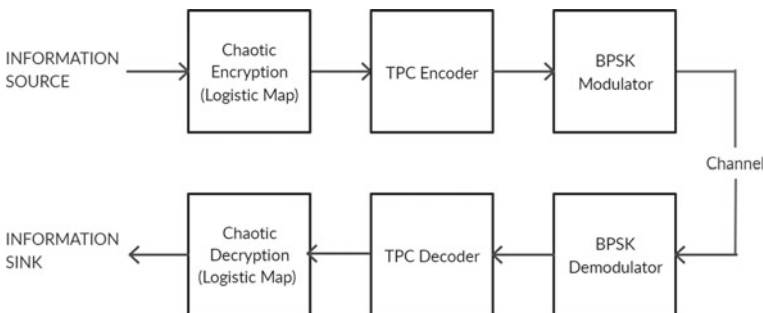 INFORMATION
SOURCE
Chaotic
Encryption
(Logistic Map)
TPC Encoder
BPSK
Modulator
Channel
INFORMATION
SINK
Chaotic
Decryption
(Logistic Map)
TPC Decoder
BPSK
Demodulator